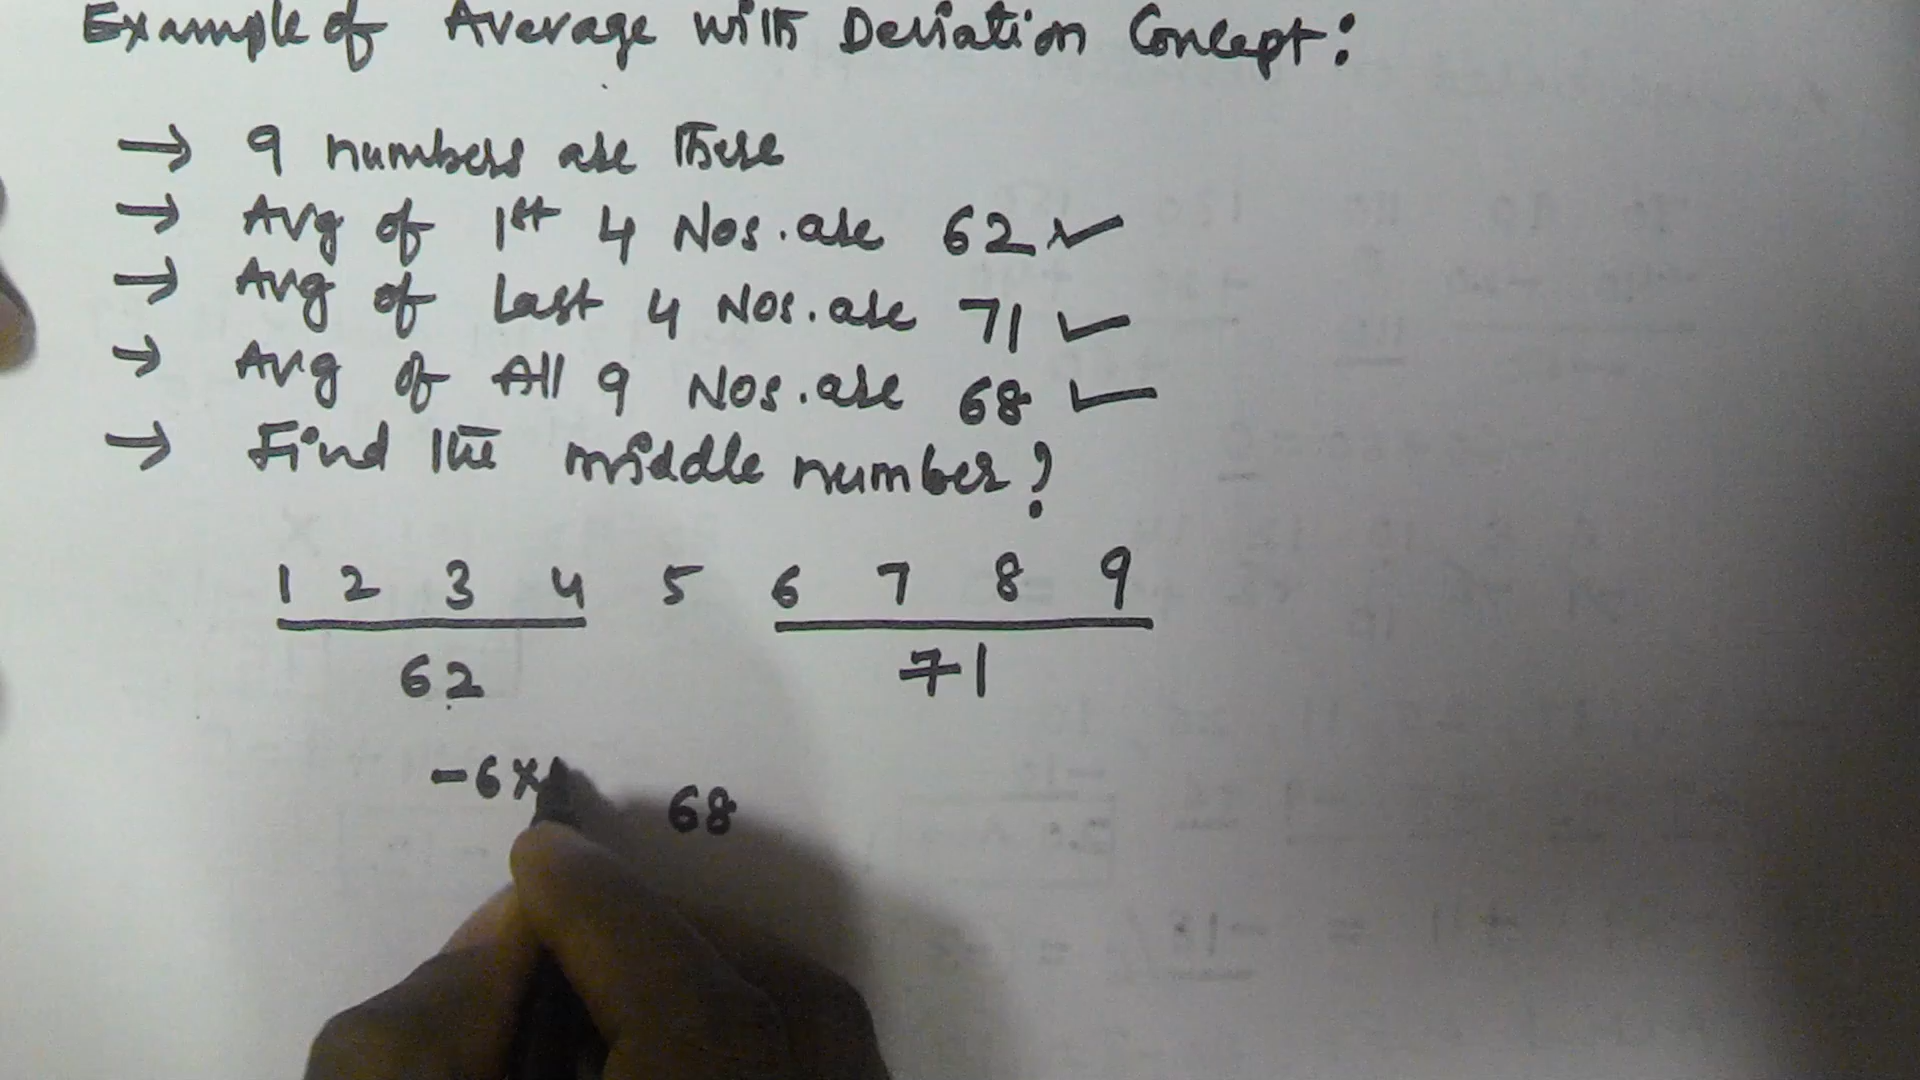 Example of Average with Deviation Concept:
→ 9 numbers are there
→ Avg of 1st 4 Nos. are 62 ✓
→ Avg of Last 4 Nos. are 71 ✓
→ Avg of All 9 Nos. are 68 ✓
→ Find the middle number?
1 2 3 4 5 6 7 8 9
62 71
-6×
68